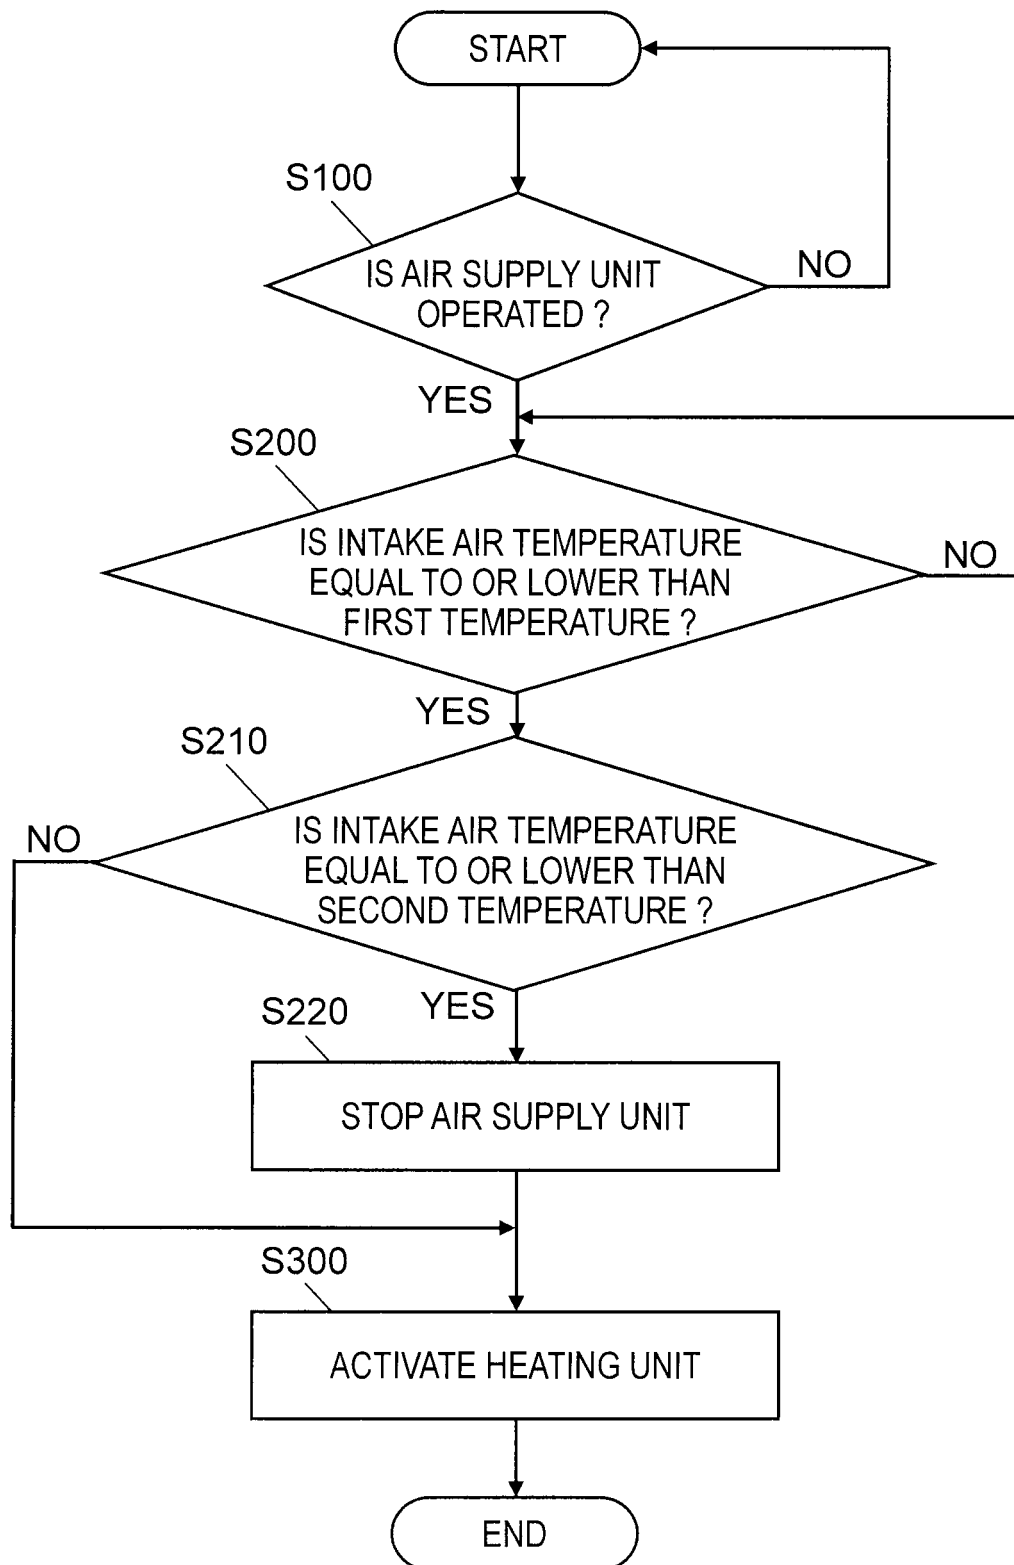 START
S100
IS AIR SUPPLY UNIT
OPERATED ?
NO
YES
S200
IS INTAKE AIR TEMPERATURE
EQUAL TO OR LOWER THAN
FIRST TEMPERATURE ?
NO
YES
S210
NO
IS INTAKE AIR TEMPERATURE
EQUAL TO OR LOWER THAN
SECOND TEMPERATURE ?
YES
S220
STOP AIR SUPPLY UNIT
S300
ACTIVATE HEATING UNIT
END